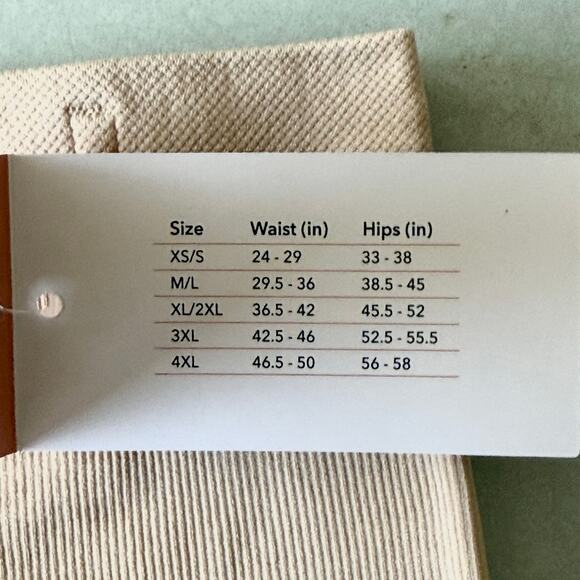 Size Waist (in) Hips (in)
XS/S 24 - 29 33 - 38
M/L 29.5 - 36 38.5 - 45
XL/2XL 36.5 - 42 45.5 - 52
3XL 42.5 - 46 52.5 - 55.5
4XL 46.5 - 50 56 - 58